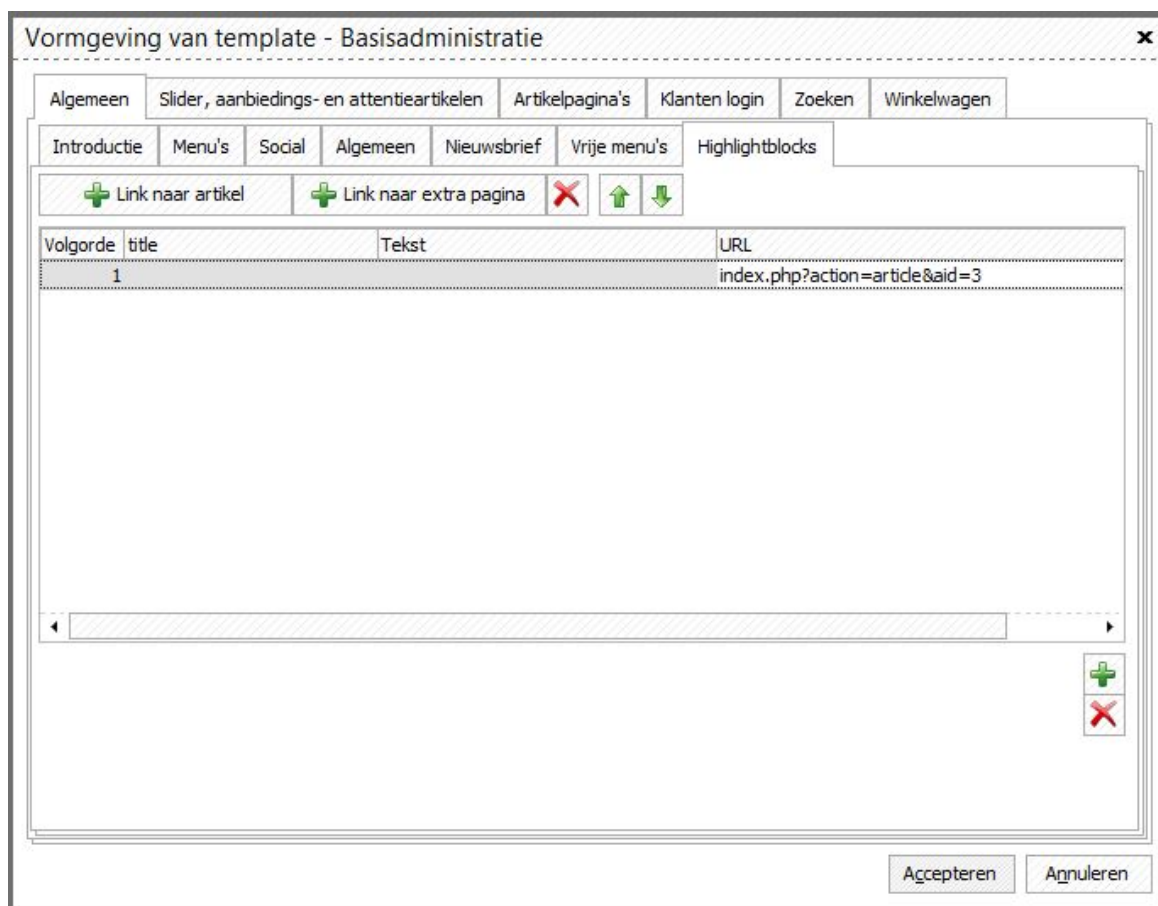 Vormgeving van template - Basisadministratie
Algemeen Slider, aanbiedings- en attentieartikelen Artikelpagina's Klanten login Zoeken Winkelwagen
Introductie Menu's Social Algemeen Nieuwsbrief Vrije menu's Highlightblocks
Link naar artikel Link naar extra pagina
Volgorde title Tekst URL
1 index.php?action=article&aid=3
Accepteren Annuleren